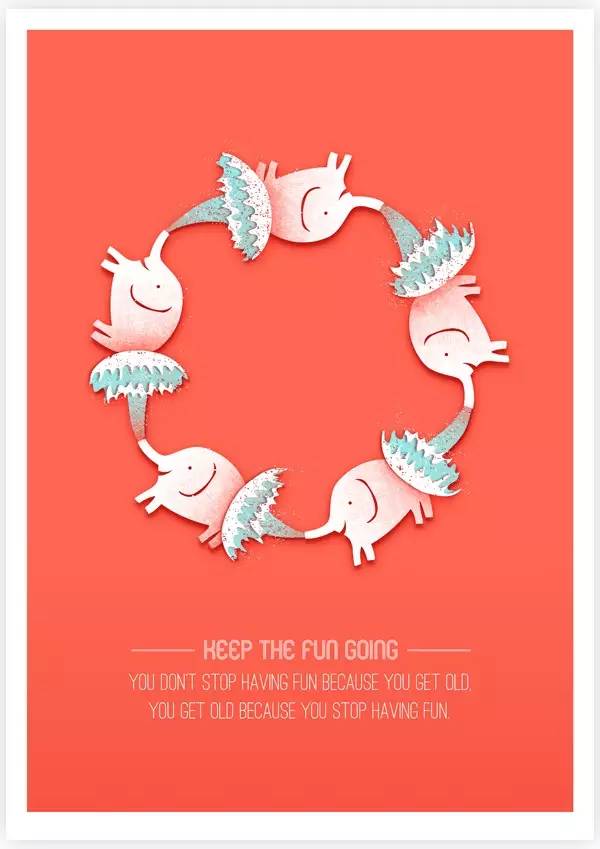 KEEP THE FUN GOING
YOU DON'T STOP HAVING FUN BECAUSE YOU GET OLD,
YOU GET OLD BECAUSE YOU STOP HAVING FUN.